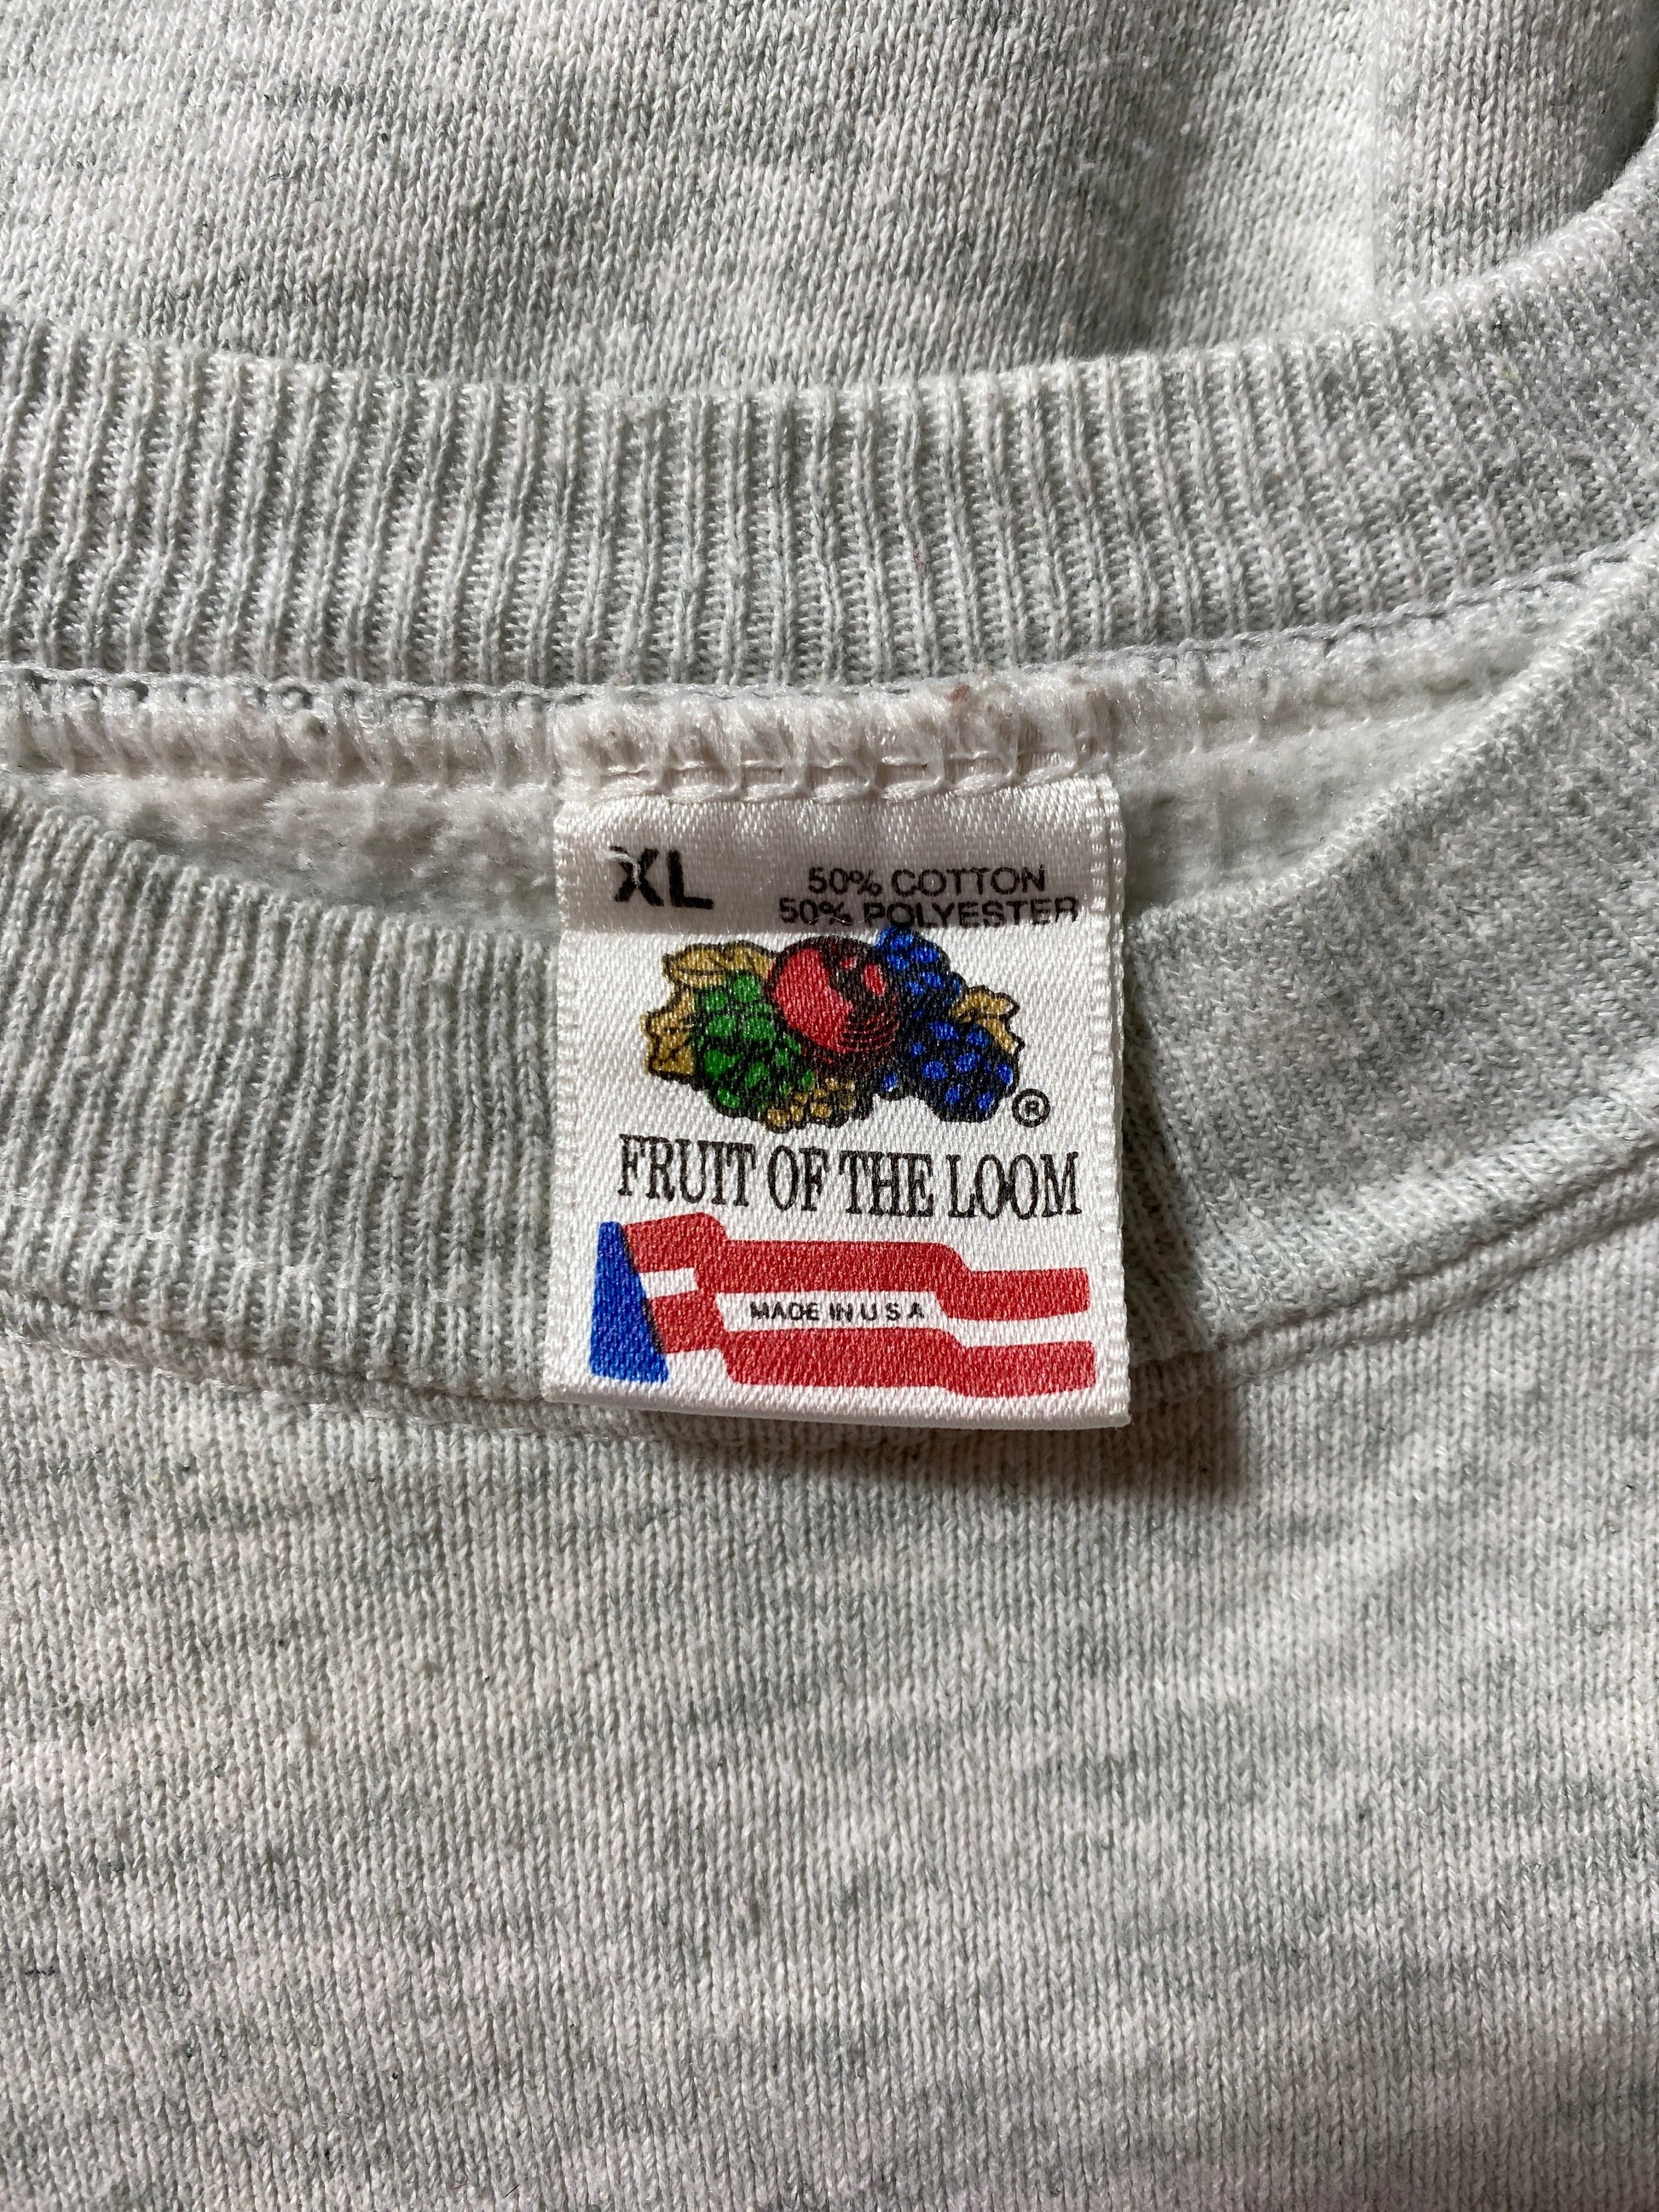 XL
50% COTTON
50% POLYESTER
®
FRUIT OF THE LOOM
MADE IN U S A